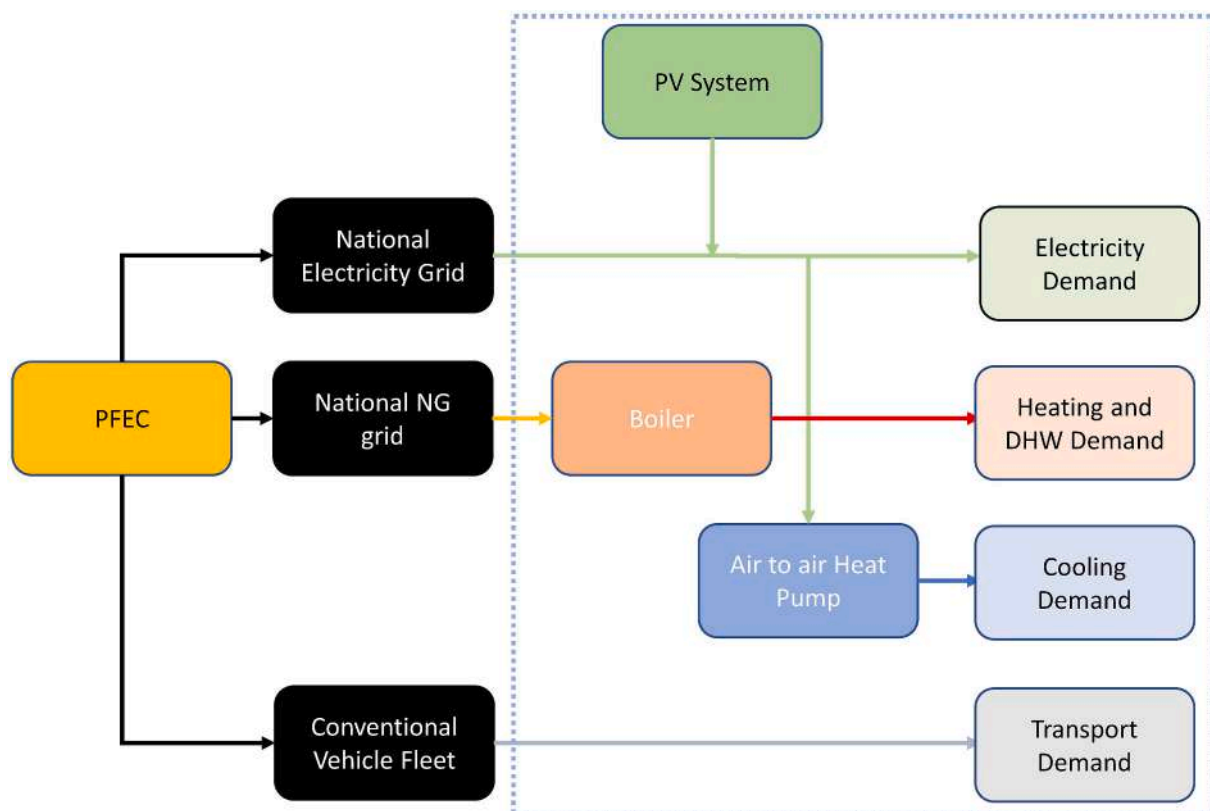 PV System
National
Electricity Grid
Electricity
Demand
PFEC
National NG
grid
Boiler
Heating and
DHW Demand
Air to air Heat
Pump
Cooling
Demand
Conventional
Vehicle Fleet
Transport
Demand